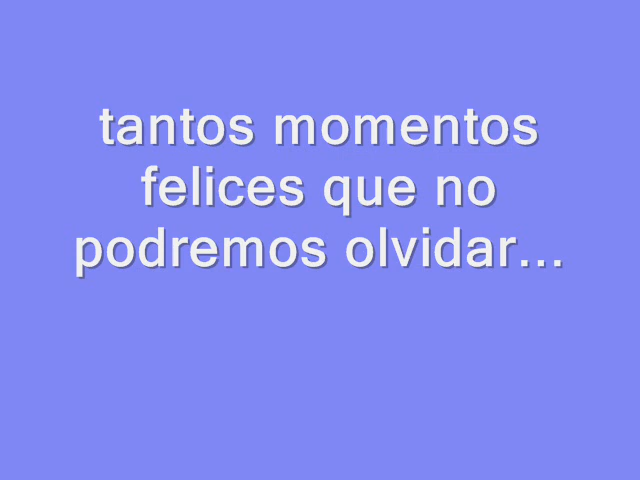 tantos momentos
felices que no
podremos olvidar...